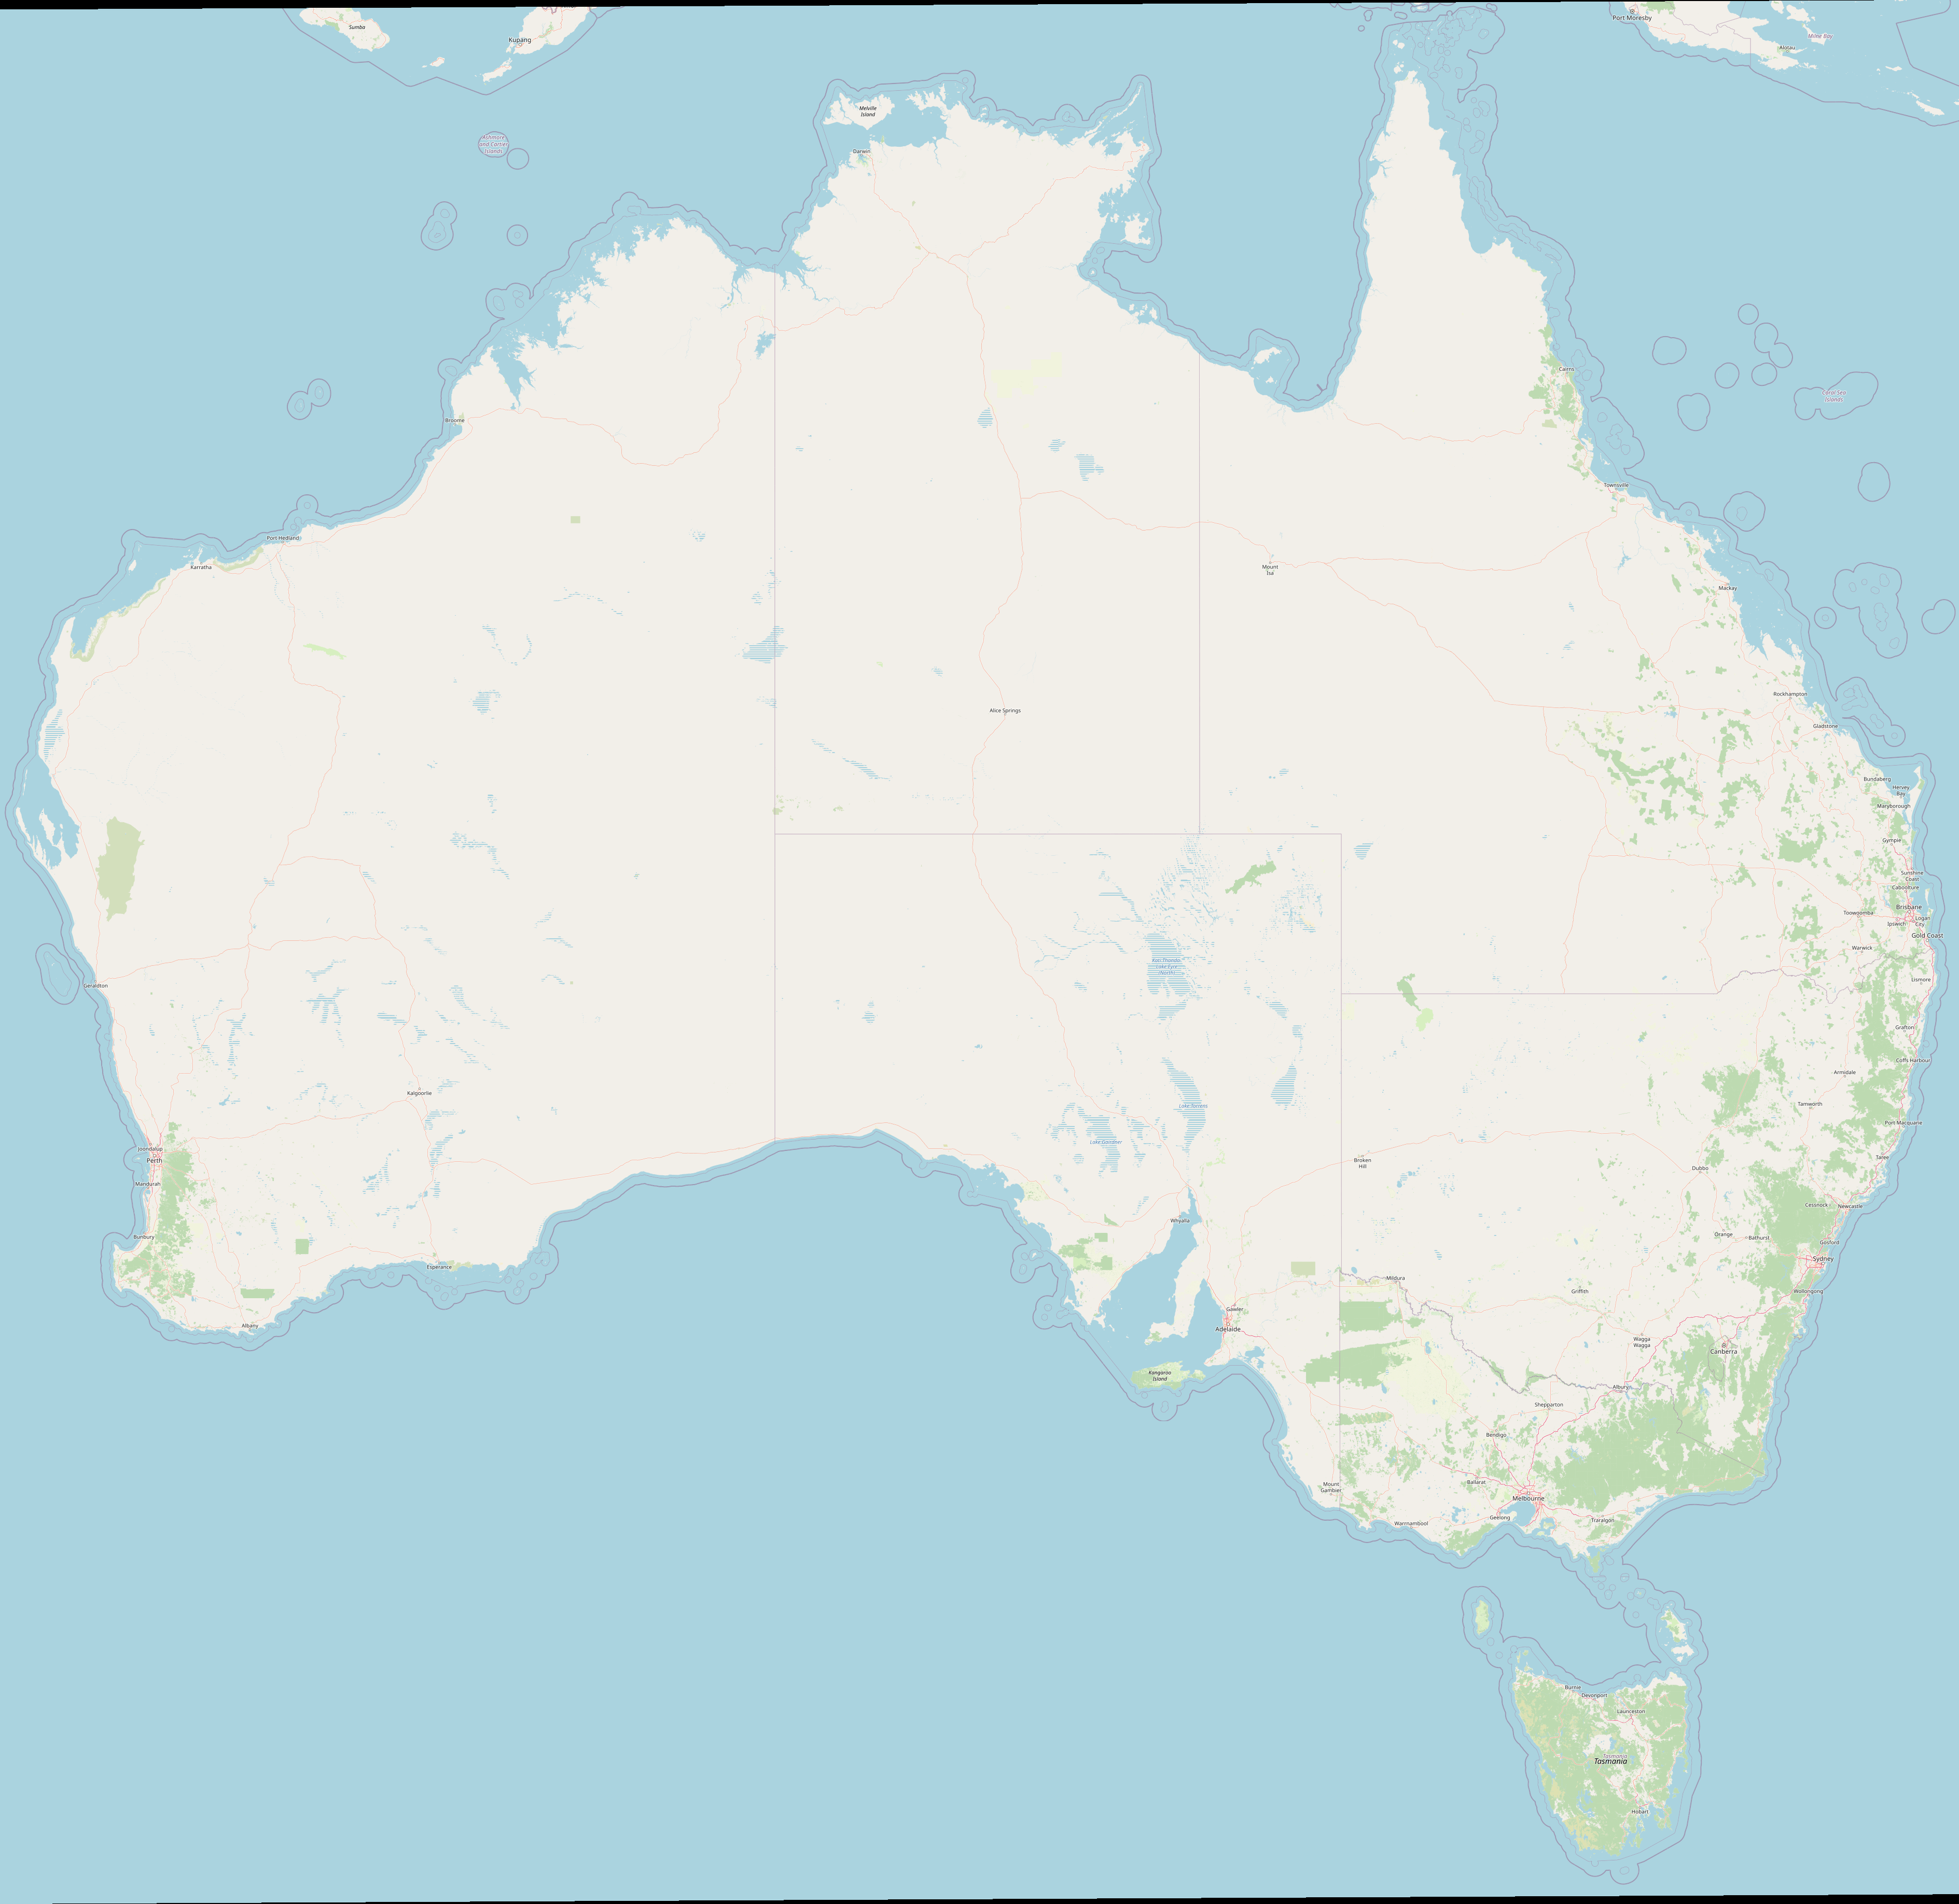 Sumba
Kupang
Port Moresby
Milne Bay
Alotau
Ashmore
and Cartier
Islands
Melville
Island
Darwin
Cairns
Coral Sea
Islands
Broome
Townsville
Port Hedland
Karratha
Mount
Isa
Mackay
Alice Springs
Rockhampton
Gladstone
Bundaberg
Hervey
Bay
Maryborough
Gympie
Sunshine
Coast
Caboolture
Brisbane
Toowoomba
Logan
City
Ipswich
Gold Coast
Warwick
Kati Thanda-
Lake Eyre
(North)
Lismore
Geraldton
Grafton
Coffs Harbour
Armidale
Kalgoorlie
Tamworth
Lake Torrens
Port Macquarie
Lake Gairdner
Joondalup
Perth
Broken
Hill
Taree
Dubbo
Mandurah
Cessnock
Newcastle
Whyalla
Bunbury
Orange
Bathurst
Gosford
Sydney
Esperance
Mildura
Griffith
Wollongong
Gawler
Albany
Adelaide
Wagga
Wagga
Canberra
Kangaroo
Island
Albury
Shepparton
Bendigo
Ballarat
Mount
Gambier
Melbourne
Geelong
Traralgon
Warrnambool
Burnie
Devonport
Launceston
Tasmania
Tasmania
Hobart